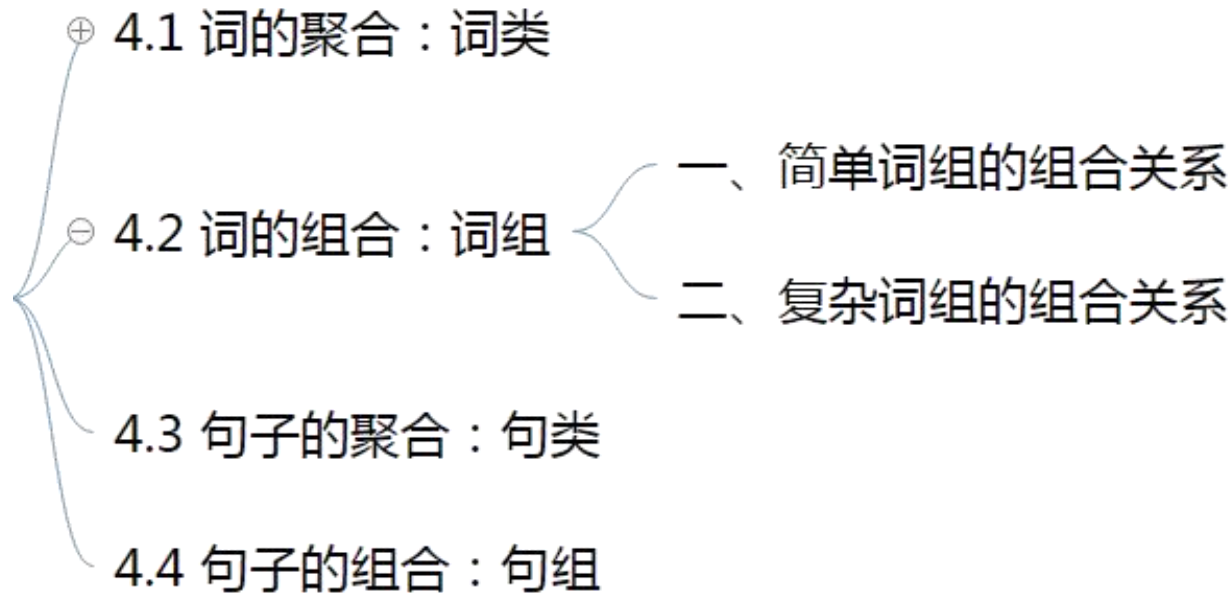 4.1 词的聚合：词类
4.2 词的组合：词组
一、简单词组的组合关系
二、复杂词组的组合关系
4.3 句子的聚合：句类
4.4 句子的组合：句组